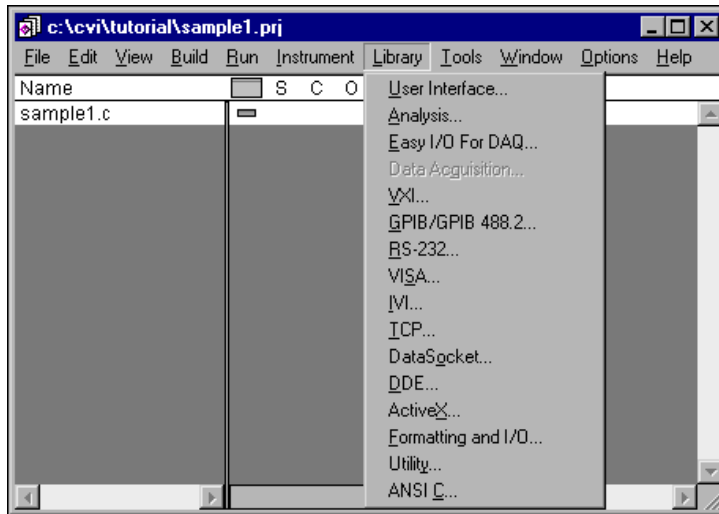 c:\cvi\tutorial\sample1.prj
File Edit View Build Run Instrument Library Tools Window Options Help
Name S C O
sample1.c
User Interface...
Analysis...
Easy I/O For DAQ...
Data Acquisition...
VXI...
GPIB/GPIB 488.2...
RS-232...
VISA...
IVI...
TCP...
DataSocket...
DDE...
ActiveX...
Formatting and I/O...
Utility...
ANSI C...